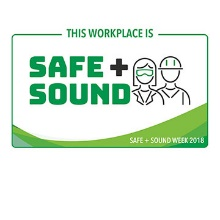 THIS WORKPLACE IS
SAFE +
SOUND
SAFE + SOUND WEEK 2018